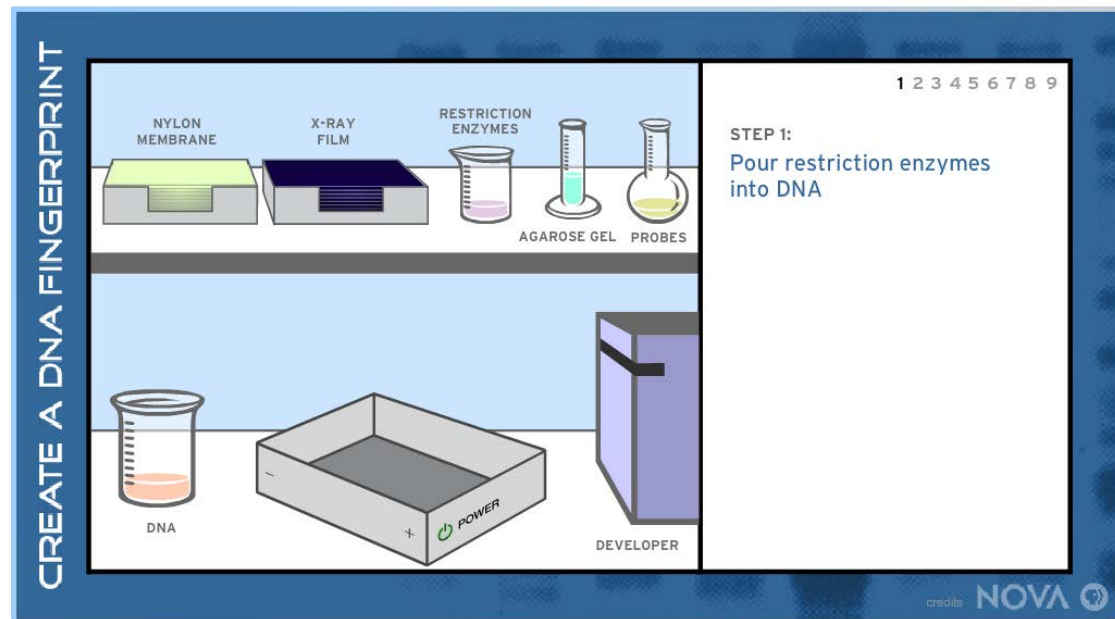 CREATE A DNA FINGERPRINT
NYLON
MEMBRANE
X-RAY
FILM
RESTRICTION
ENZYMES
AGAROSE GEL
PROBES
DNA
−
+
POWER
DEVELOPER
1 2 3 4 5 6 7 8 9
STEP 1:
Pour restriction enzymes
into DNA
credits
NOVA